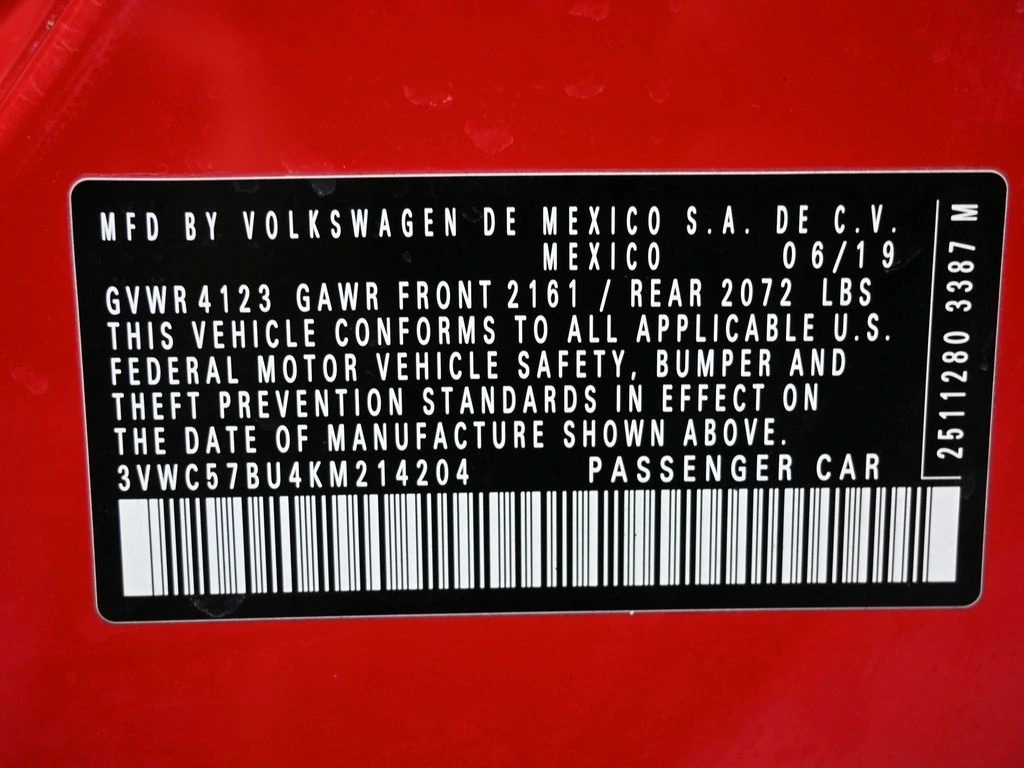 MFD BY VOLKSWAGEN DE MEXICO S.A. DE C.V.
MEXICO 06/19
GVWR 4123 GAWR FRONT 2161 / REAR 2072 LBS
THIS VEHICLE CONFORMS TO ALL APPLICABLE U.S.
FEDERAL MOTOR VEHICLE SAFETY, BUMPER AND
THEFT PREVENTION STANDARDS IN EFFECT ON
THE DATE OF MANUFACTURE SHOWN ABOVE.
3VWC57BU4KM214204 PASSENGER CAR
2511280 3387 M